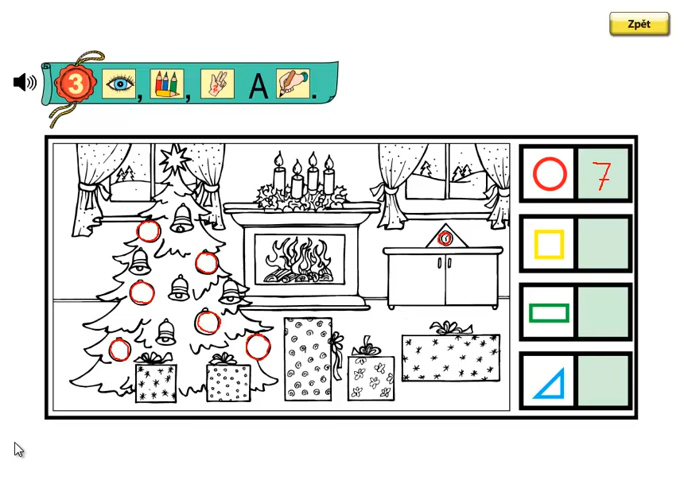 Zpět
3 , , A .
7